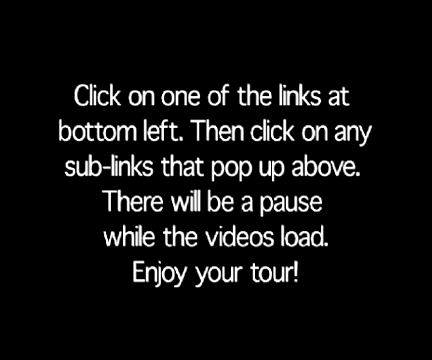 Click on one of the links at
bottom left. Then click on any
sub-links that pop up above.
There will be a pause
while the videos load.
Enjoy your tour!